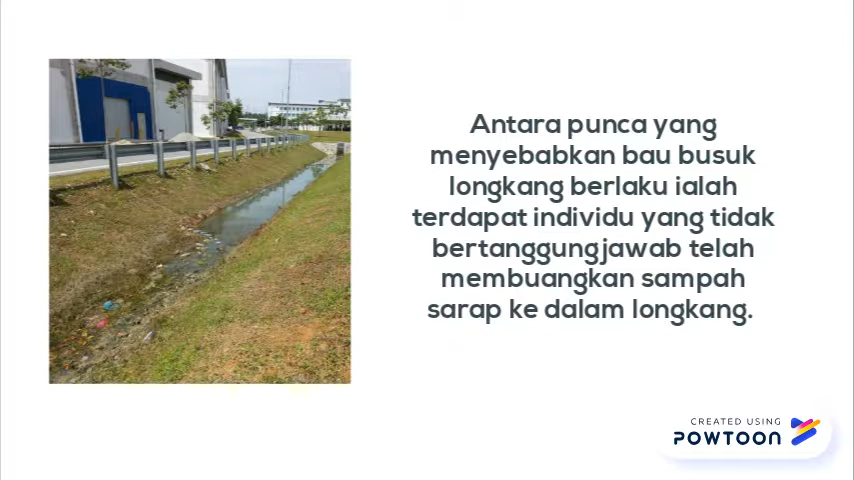 Antara punca yang
menyebabkan bau busuk
longkang berlaku ialah
terdapat individu yang tidak
bertanggungjawab telah
membuangkan sampah
sarap ke dalam longkang.
CREATED USING
POWTOON